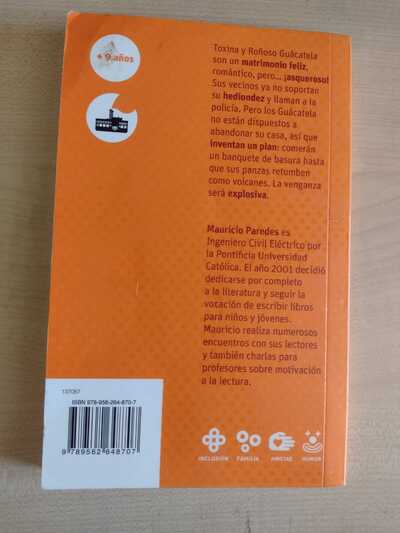 + 9 años
Toxina y Roñoso Guácatela
son un matrimonio feliz,
romántico, pero... ¡asqueroso!
Sus vecinos ya no soportan
su hediondez y llaman a la
policía. Pero los Guácatela
no están dispuestos a
abandonar su casa, así que
inventan un plan: comerán
un banquete de basura hasta
que sus panzas retumben
como volcanes. La venganza
será explosiva.
Mauricio Paredes es
Ingeniero Civil Eléctrico por
la Pontificia Universidad
Católica. El año 2001 decidió
dedicarse por completo
a la literatura y seguir la
vocación de escribir libros
para niños y jóvenes.
Mauricio realiza numerosos
encuentros con sus lectores
y también charlas para
profesores sobre motivación
a la lectura.
137057
ISBN 978-956-264-870-7
9 789562 648707
INCLUSIÓN FAMILIA AMISTAD HUMOR